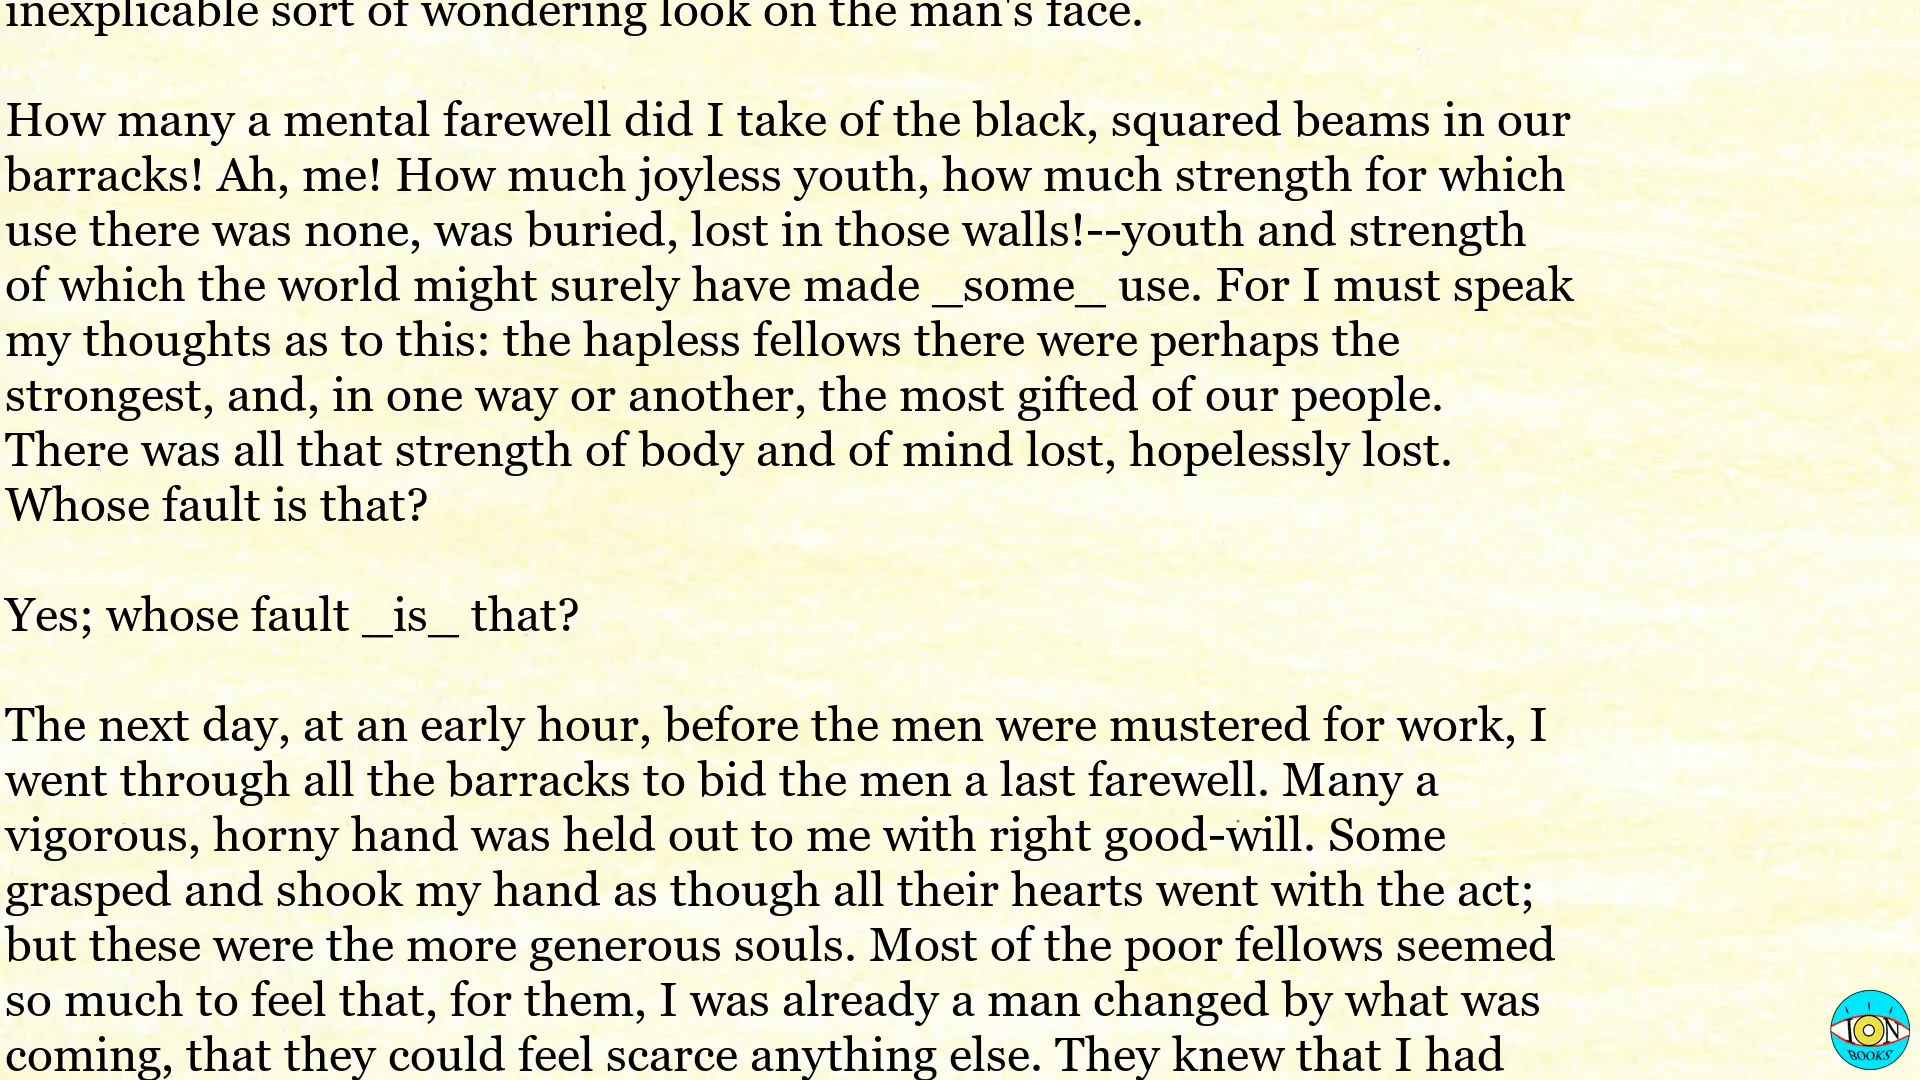 inexplicable sort of wondering look on the man's face.
How many a mental farewell did I take of the black, squared beams in our
barracks! Ah, me! How much joyless youth, how much strength for which
use there was none, was buried, lost in those walls!--youth and strength
of which the world might surely have made _some_ use. For I must speak
my thoughts as to this: the hapless fellows there were perhaps the
strongest, and, in one way or another, the most gifted of our people.
There was all that strength of body and of mind lost, hopelessly lost.
Whose fault is that?
Yes; whose fault _is_ that?
The next day, at an early hour, before the men were mustered for work, I
went through all the barracks to bid the men a last farewell. Many a
vigorous, horny hand was held out to me with right good-will. Some
grasped and shook my hand as though all their hearts went with the act;
but these were the more generous souls. Most of the poor fellows seemed
so much to feel that, for them, I was already a man changed by what was
coming, that they could feel scarce anything else. They knew that I had
ION
BOOKS